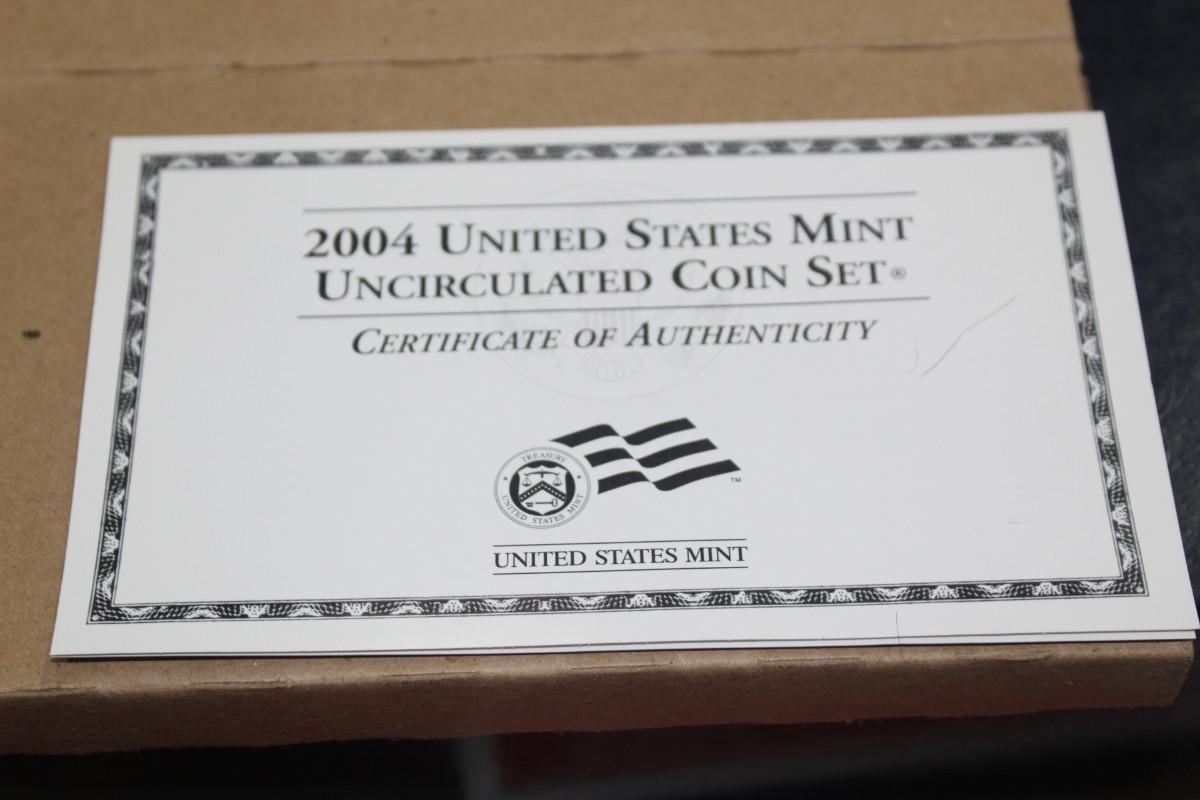 2004 UNITED STATES MINT
UNCIRCULATED COIN SET®
CERTIFICATE OF AUTHENTICITY
TREASURY
UNITED STATES MINT
™
UNITED STATES MINT